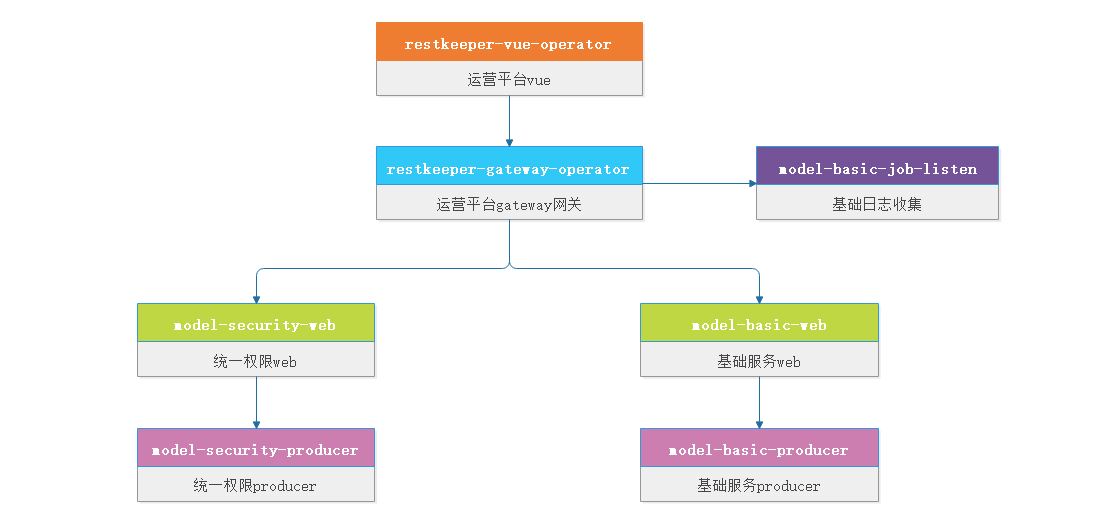 restkeeper-vue-operator
运营平台vue
restkeeper-gateway-operator
运营平台gateway网关
model-basic-job-listen
基础日志收集
model-security-web
统一权限web
model-basic-web
基础服务web
model-security-producer
统一权限producer
model-basic-producer
基础服务producer